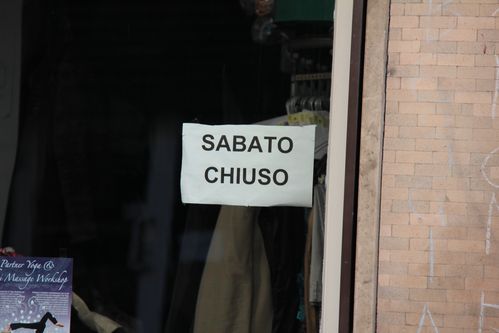 SABATO
CHIUSO
Partner Yoga &
Massage Workshop